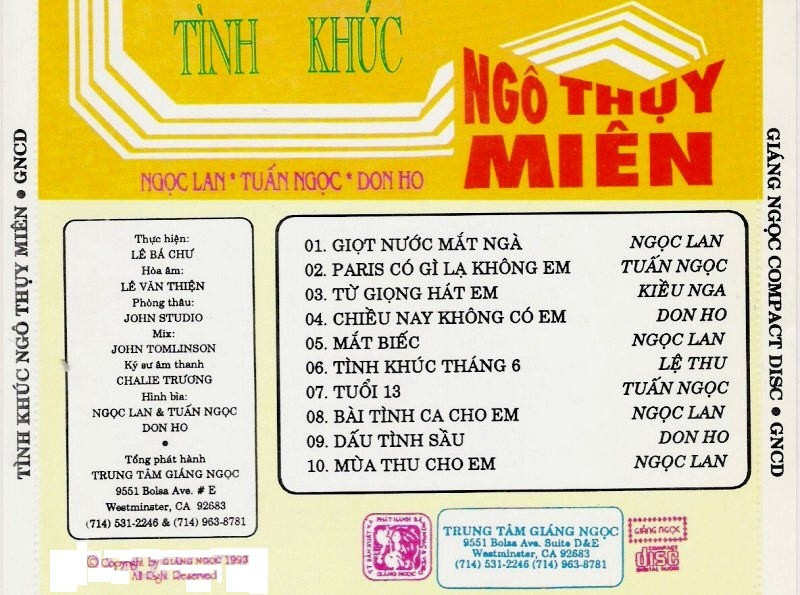 TÌNH KHÚC
NGÔ THỤY
MIÊN
NGỌC LAN * TUẤN NGỌC * DON HO
TÌNH KHÚC NGÔ THỤY MIÊN • GNCD
Thực hiện:
LÊ BÁ CHƯ
Hòa âm:
LÊ VĂN THIỆN
Phòng thâu:
JOHN STUDIO
Mix:
JOHN TOMLINSON
Kỹ sư âm thanh
CHALIE TRƯƠNG
Hình bìa:
NGỌC LAN & TUẤN NGỌC
DON HO
•
Tổng phát hành
TRUNG TÂM GIÁNG NGỌC
9551 Bolsa Ave. # E
Westminster, CA 92683
(714) 531-2246 & (714) 963-8781
© Copyright by GIÁNG NGỌC 1993
All Right Reserved
01. GIỌT NƯỚC MẮT NGÀ NGỌC LAN
02. PARIS CÓ GÌ LẠ KHÔNG EM TUẤN NGỌC
03. TỪ GIỌNG HÁT EM KIỀU NGA
04. CHIỀU NAY KHÔNG CÓ EM DON HO
05. MẮT BIẾC NGỌC LAN
06. TÌNH KHÚC THÁNG 6 LỆ THU
07. TUỔI 13 TUẤN NGỌC
08. BÀI TÌNH CA CHO EM NGỌC LAN
09. DẤU TÌNH SẦU DON HO
10. MÙA THU CHO EM NGỌC LAN
GIÁNG NGỌC
TRUNG TÂM GIÁNG NGỌC
9551 Bolsa Ave. Suite D&E
Westminster, CA 92683
(714) 531-2246 (714) 963-8781
GIÁNG NGỌC
COMPACT
disc
DIGITAL AUDIO
GIÁNG NGỌC COMPACT DISC • GNCD